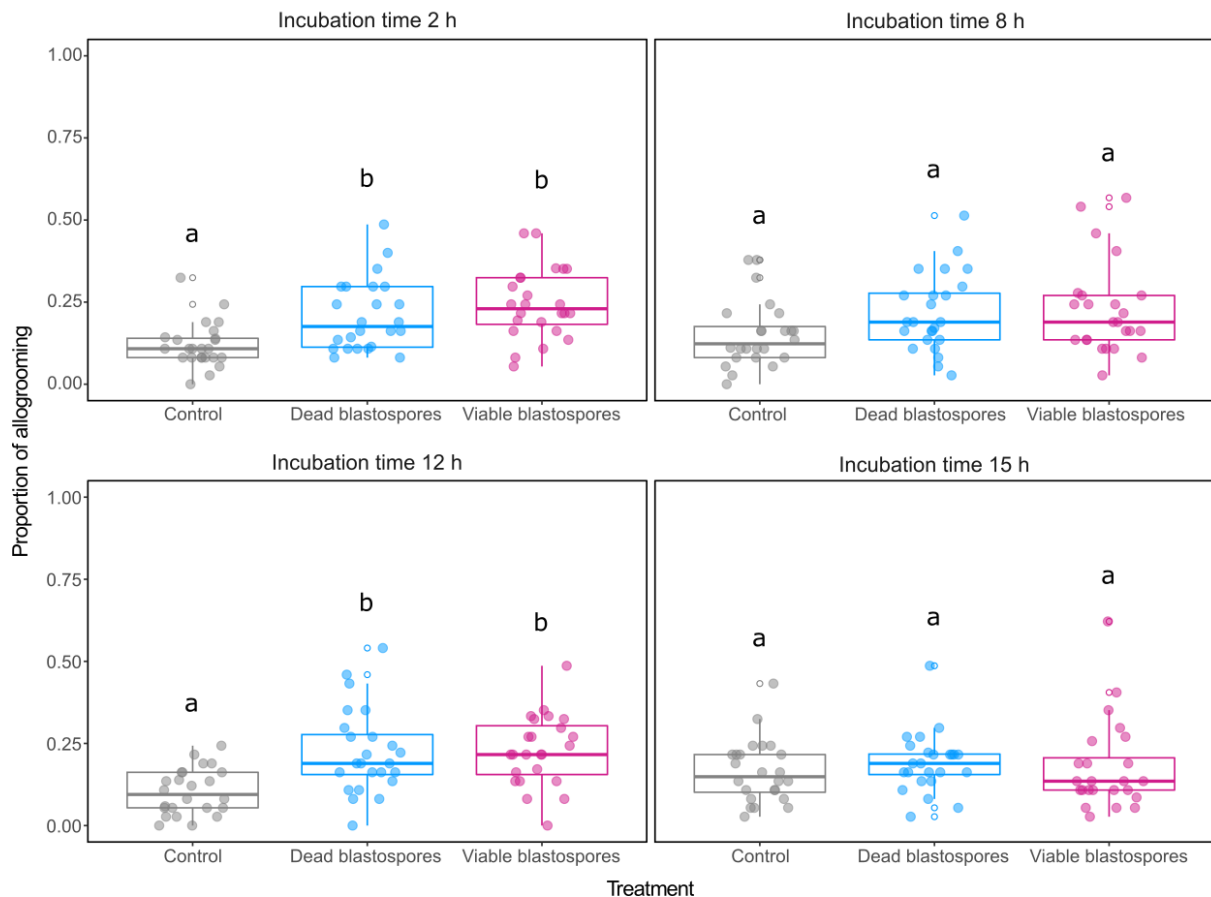 Incubation time 2 h
Incubation time 8 h
1.00
0.75
0.50
0.25
0.00
a
b
b
a
a
a
Control
Dead blastospores
Viable blastospores
Control
Dead blastospores
Viable blastospores
Incubation time 12 h
Incubation time 15 h
1.00
0.75
0.50
0.25
0.00
a
b
b
a
a
a
Control
Dead blastospores
Viable blastospores
Control
Dead blastospores
Viable blastospores
Proportion of allogrooming
Treatment